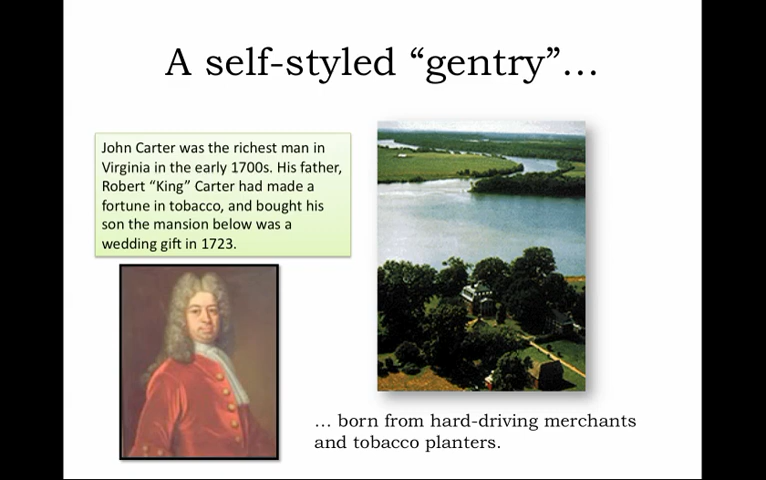 A self-styled “gentry”…
John Carter was the richest man in
Virginia in the early 1700s. His father,
Robert “King” Carter had made a
fortune in tobacco, and bought his
son the mansion below was a
wedding gift in 1723.
… born from hard-driving merchants
and tobacco planters.